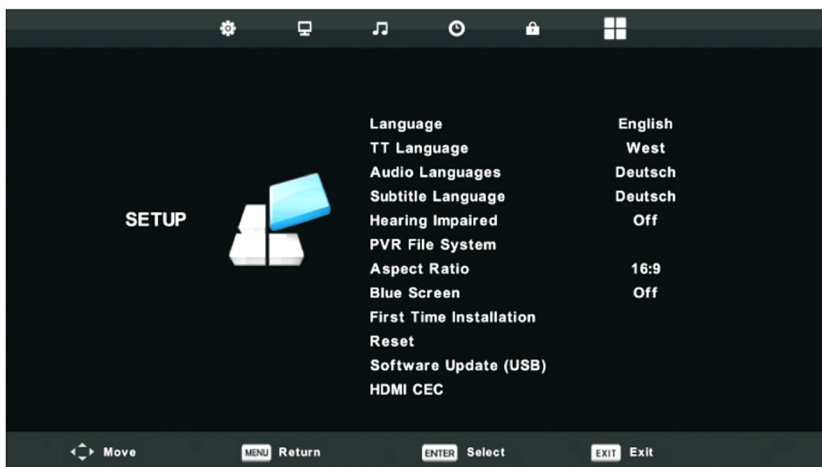 SETUP
Language English
TT Language West
Audio Languages Deutsch
Subtitle Language Deutsch
Hearing Impaired Off
PVR File System
Aspect Ratio 16:9
Blue Screen Off
First Time Installation
Reset
Software Update (USB)
HDMI CEC
Move MENU Return ENTER Select EXIT Exit